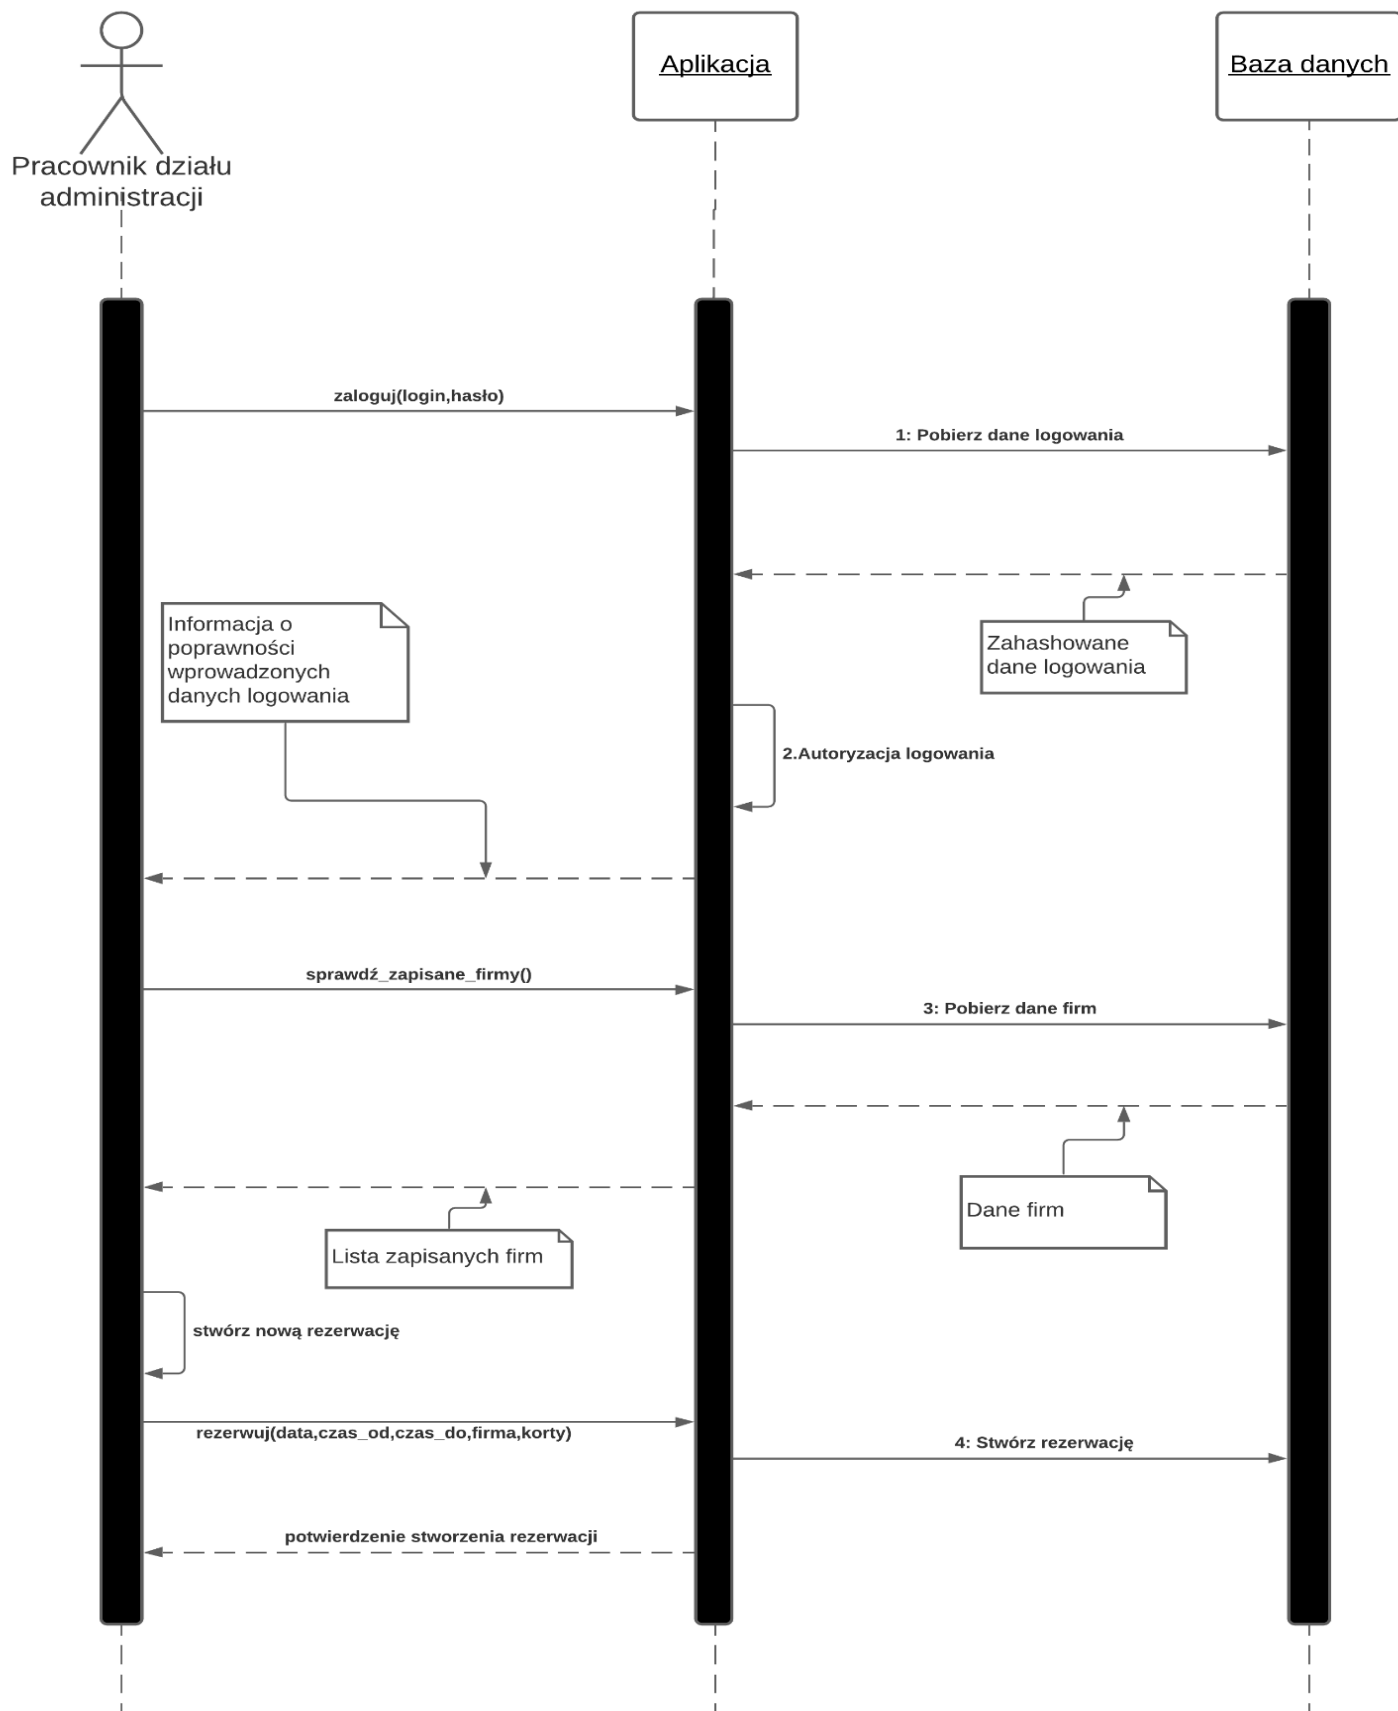 Aplikacja
Baza danych
Pracownik działu
administracji
zaloguj(login,hasło)
1: Pobierz dane logowania
Informacja o
poprawności
wprowadzonych
danych logowania
Zahashowane
dane logowania
2.Autoryzacja logowania
sprawdź_zapisane_firmy()
3: Pobierz dane firm
Dane firm
Lista zapisanych firm
stwórz nową rezerwację
rezerwuj(data,czas_od,czas_do,firma,korty)
4: Stwórz rezerwację
potwierdzenie stworzenia rezerwacji